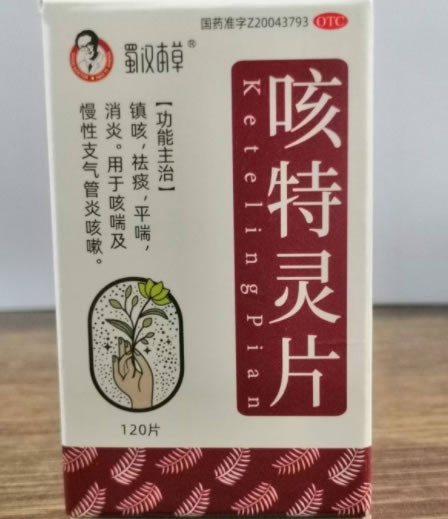 国药准字Z20043793 OTC
蜀汉本草®
咳特灵片
Keteling Pian
【功能主治】
镇咳，祛痰，平喘，
消炎。用于咳喘及
慢性支气管炎咳嗽。
120片